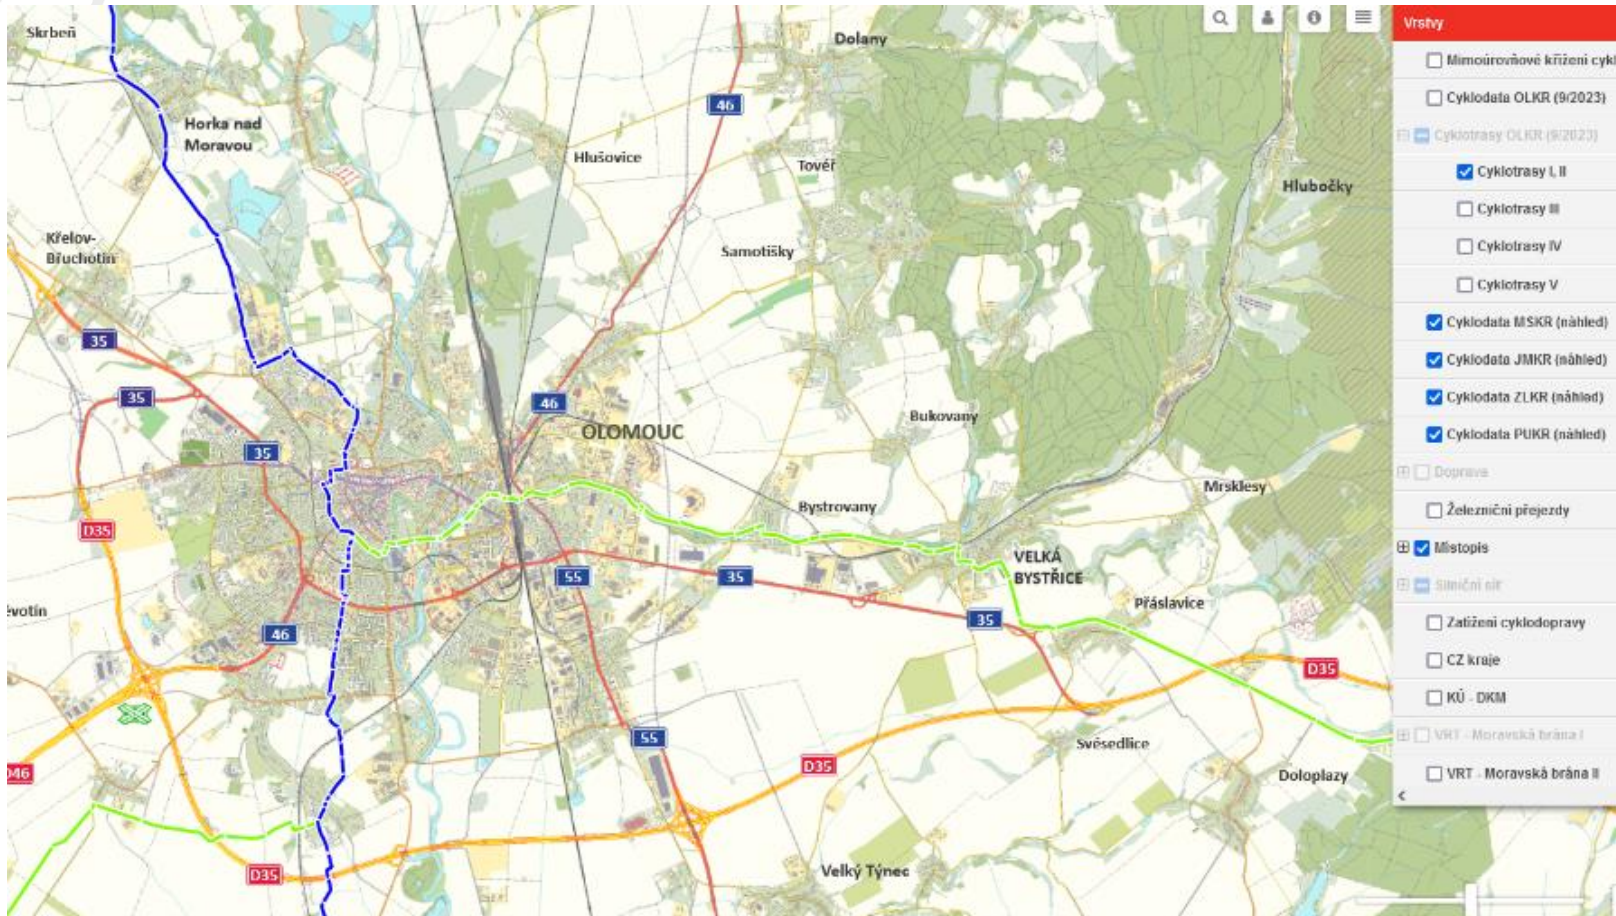 Skrbeň
Dolany
46
Horka nad
Moravou
Hlušovice
Tovéř
Hlubočky
Křelov-
Břuchotín
Samotišky
35
35
46
OLOMOUC
35
Bukovany
Mrsklesy
Bystrovany
D35
VELKÁ
BYSTŘICE
55
35
Přáslavice
evotín
35
46
D35
55
Svésedlice
D35
D46
Doloplazy
D35
Velký Týnec
Vrstvy
Mimoúrovňové křížení cykl
Cyklodata OLKR (9/2023)
Cyklotrasy OLKR (9/2023)
Cyklotrasy I, II
Cyklotrasy III
Cyklotrasy IV
Cyklotrasy V
Cyklodata MSKR (náhled)
Cyklodata JMKR (náhled)
Cyklodata ZLKR (náhled)
Cyklodata PUKR (náhled)
Doprava
Železniční přejezdy
Místopis
Silniční síť
Zatížení cyklodopravy
CZ kraje
KÚ - DKM
VRT - Moravská brána I
VRT - Moravská brána II